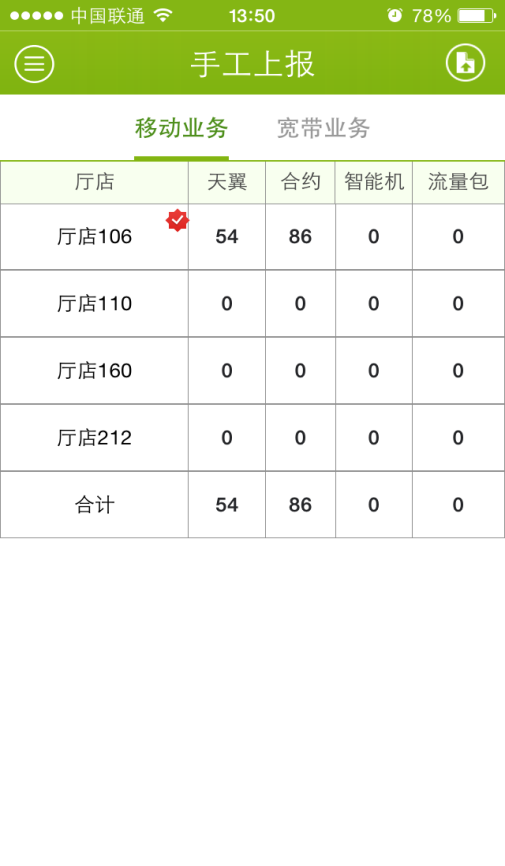 中国联通 13:50 78%
手工上报
移动业务 宽带业务
厅店 天翼 合约 智能机 流量包
厅店106 54 86 0 0
厅店110 0 0 0 0
厅店160 0 0 0 0
厅店212 0 0 0 0
合计 54 86 0 0